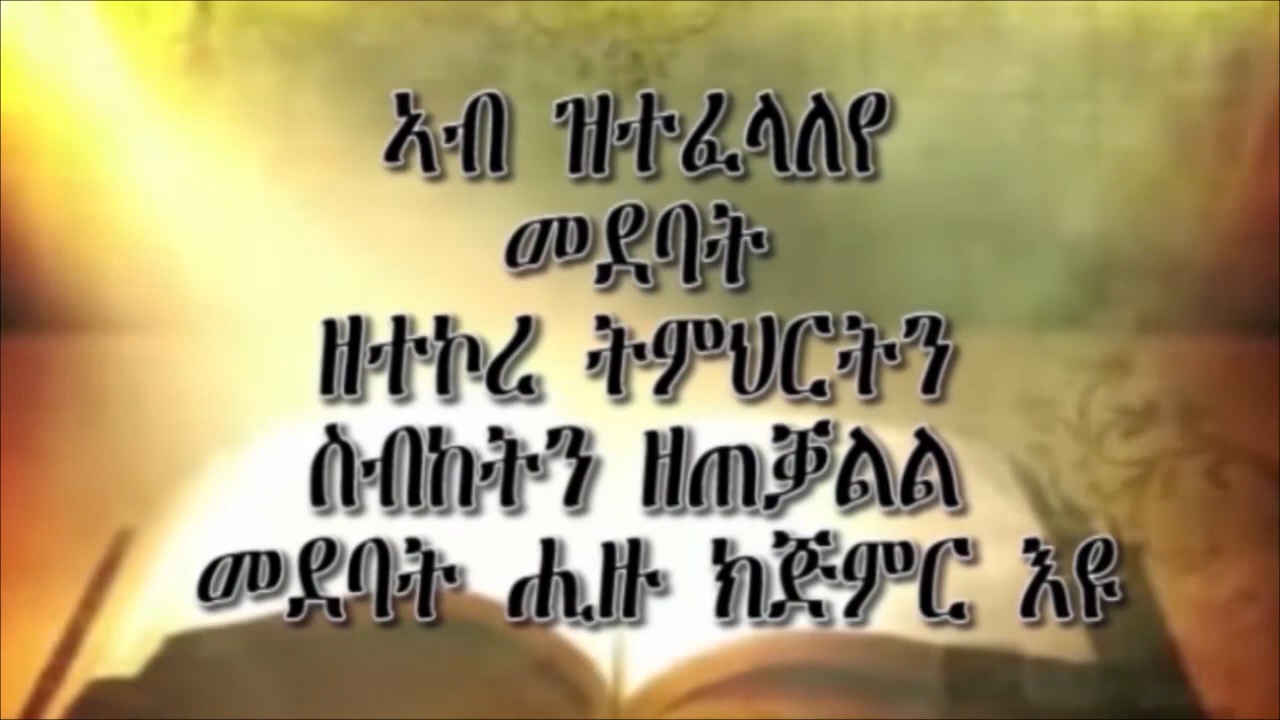 ኣብ ዝተፈላለየ
መደባት
ዘተኮረ ትምህርትን
ስብከትን ዘጠቓልል
መደባት ሒዙ ክጅምር እዩ